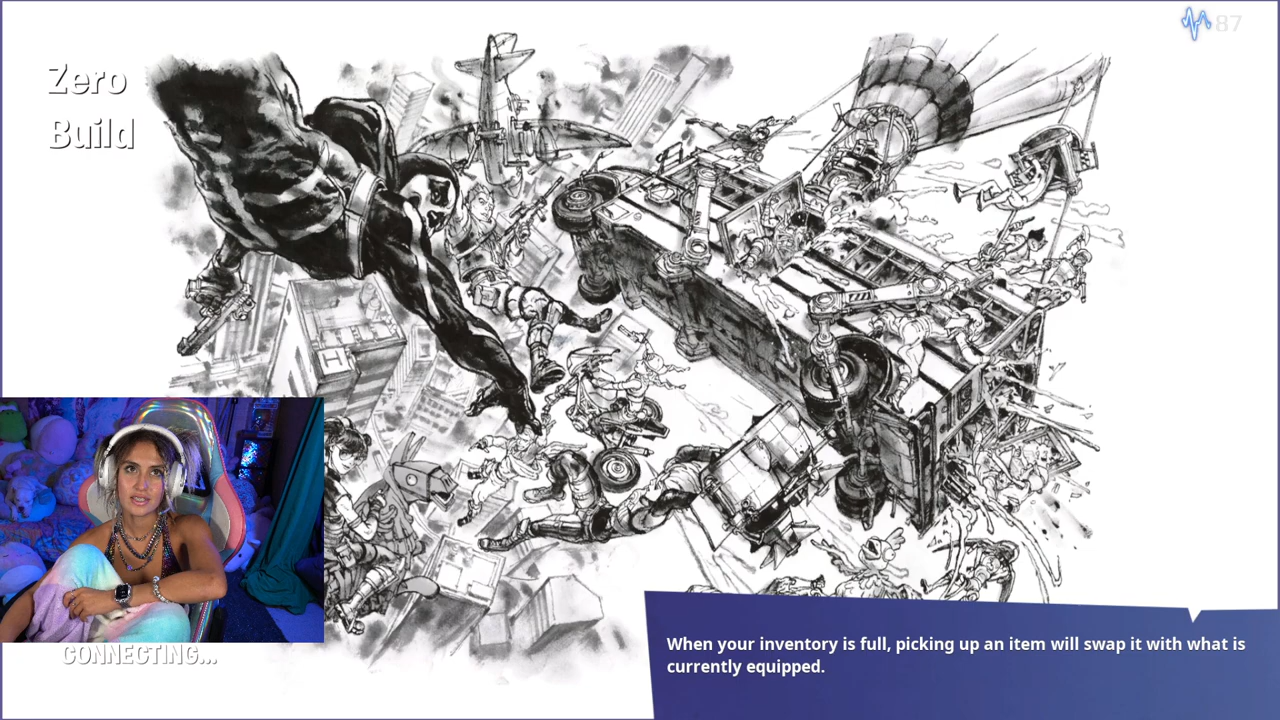 87
Zero
Build
CONNECTING...
When your inventory is full, picking up an item will swap it with what is
currently equipped.